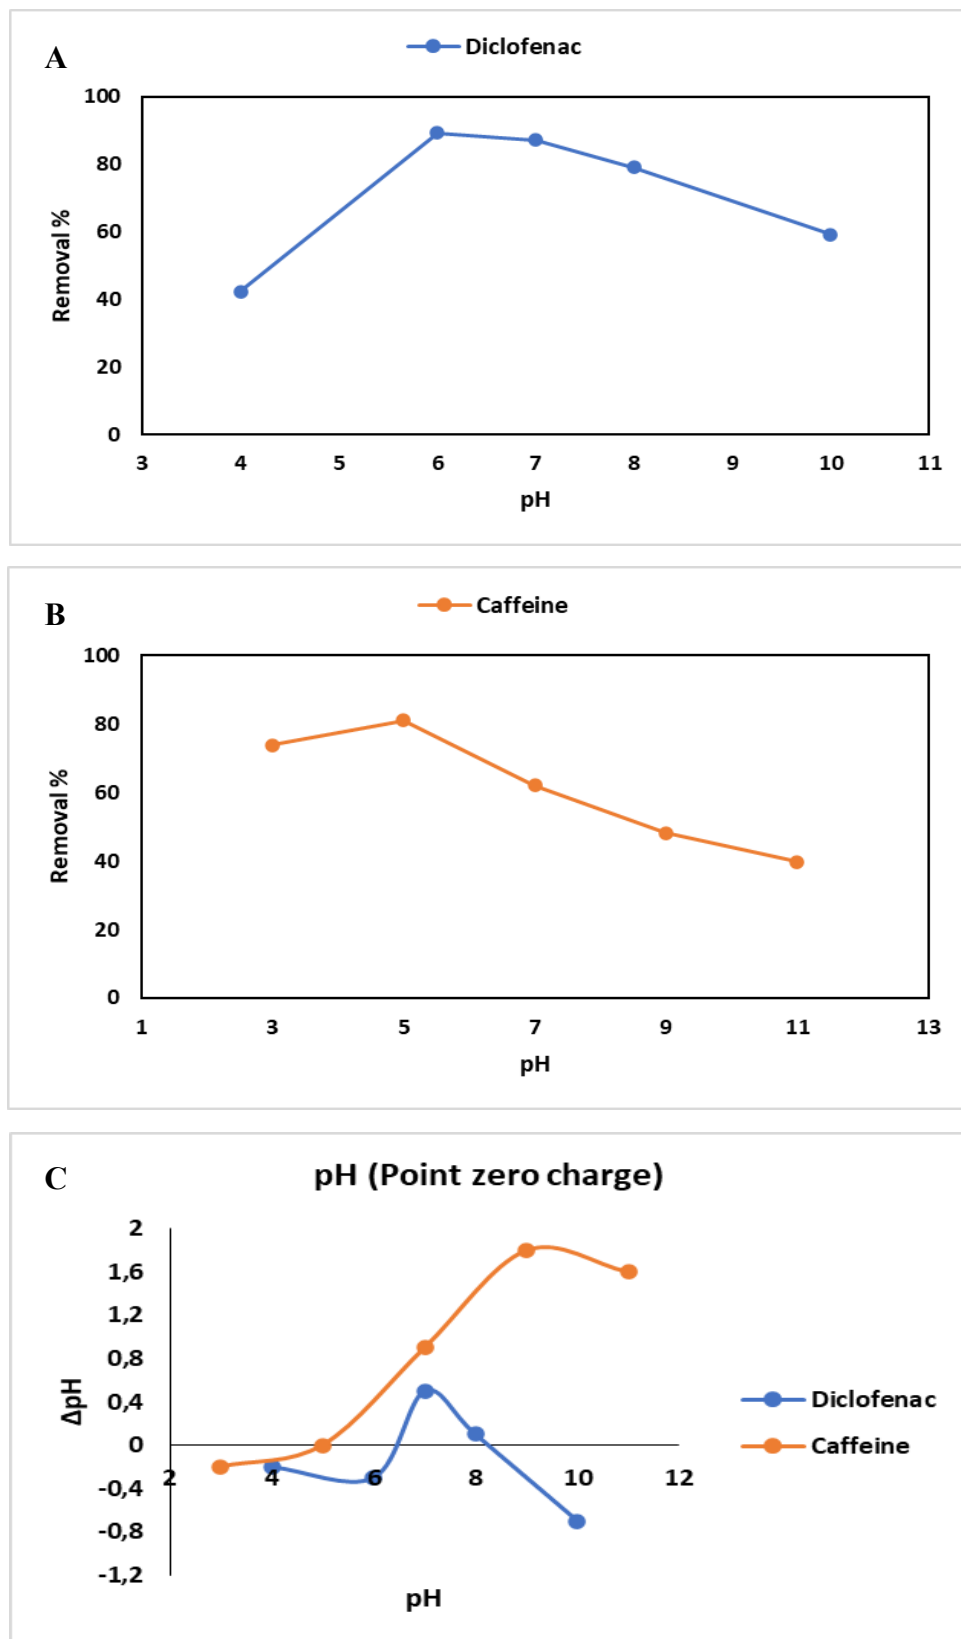 A
Diclofenac
100
80
60
40
20
0
Removal %
3 4 5 6 7 8 9 10 11
pH
B
Caffeine
100
80
60
40
20
0
Removal %
1 3 5 7 9 11 13
pH
C
pH (Point zero charge)
2
1,6
1,2
0,8
0,4
0
-0,4
-0,8
-1,2
ΔpH
2 4 6 8 10 12
pH
Diclofenac
Caffeine